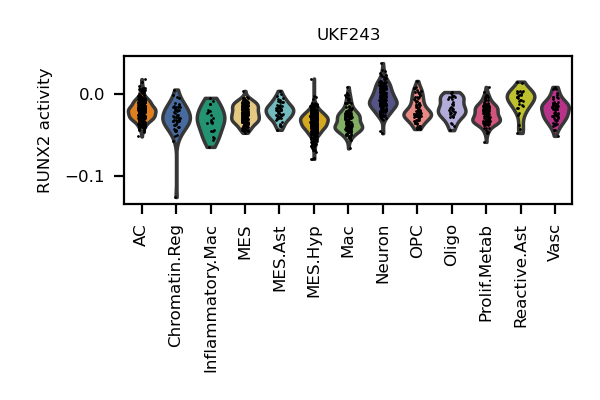 UKF243
RUNX2 activity
0.0
−0.1
AC
Chromatin.Reg
Inflammatory.Mac
MES
MES.Ast
MES.Hyp
Mac
Neuron
OPC
Oligo
Prolif.Metab
Reactive.Ast
Vasc